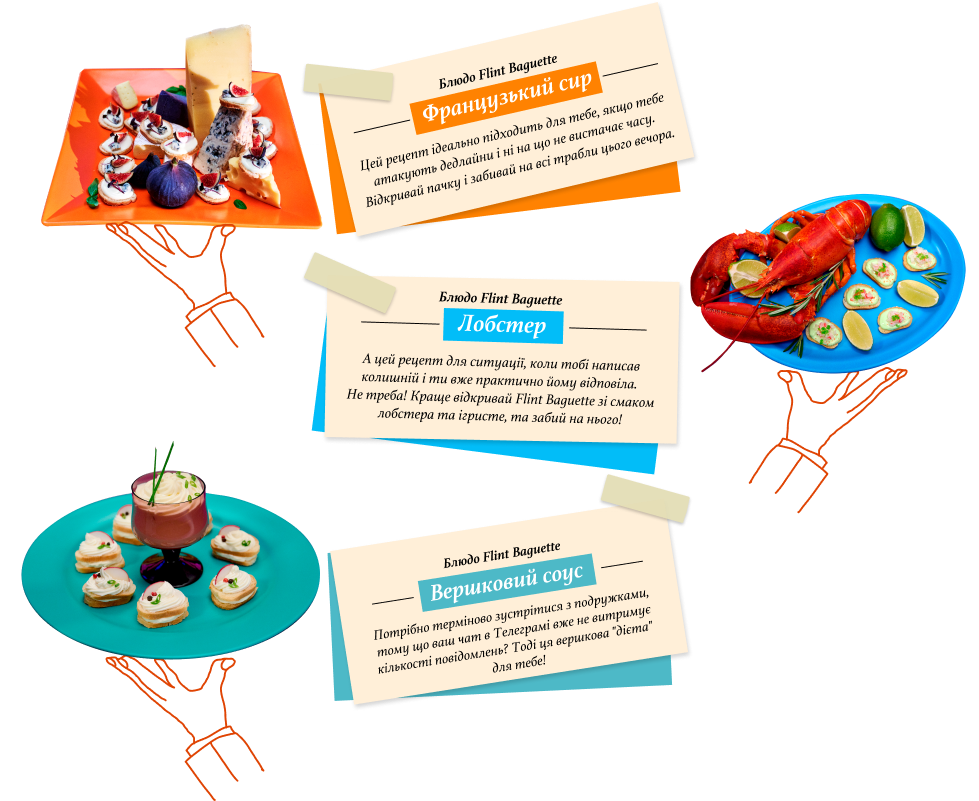 Блюдо Flint Baguette
Французький сир
Цей рецепт ідеально підходить для тебе, якщо тебе
атакують дедлайни і ні на що не вистачає часу.
Відкривай пачку і забивай на всі трабли цього вечора.
Блюдо Flint Baguette
Лобстер
А цей рецепт для ситуації, коли тобі написав
колишній і ти вже практично йому відповіла.
Не треба! Краще відкривай Flint Baguette зі смаком
лобстера та ігристе, та забий на нього!
Блюдо Flint Baguette
Вершковий соус
Потрібно терміново зустрітися з подружками,
тому що ваш чат в Телеграмі вже не витримує
кількості повідомлень? Тоді ця вершкова "дієта"
для тебе!